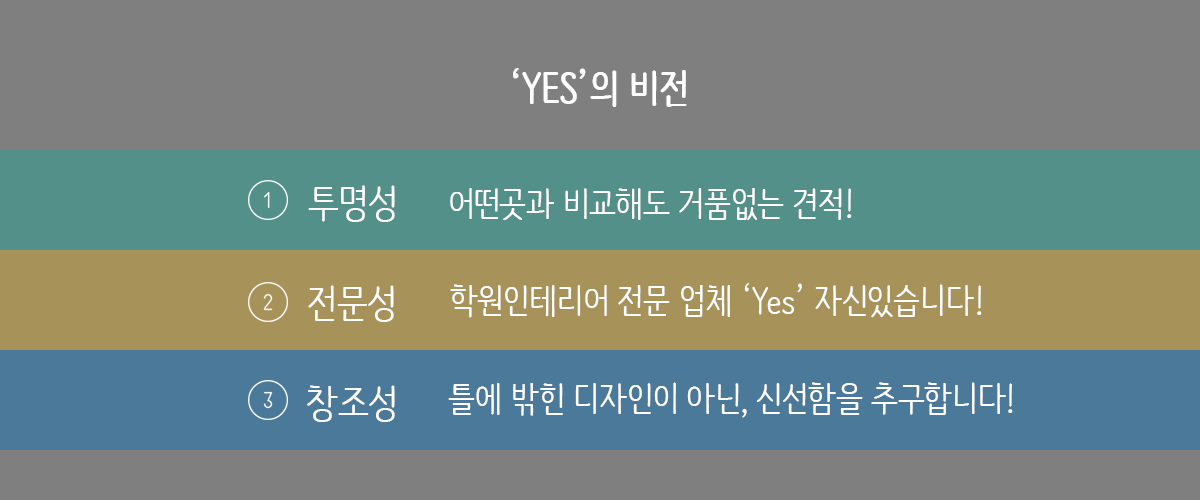 ‘YES’의 비전
① 투명성 어떤곳과 비교해도 거품없는 견적!
② 전문성 학원인테리어 전문 업체 ‘Yes’ 자신있습니다!
③ 창조성 틀에 밖힌 디자인이 아닌, 신선함을 추구합니다!